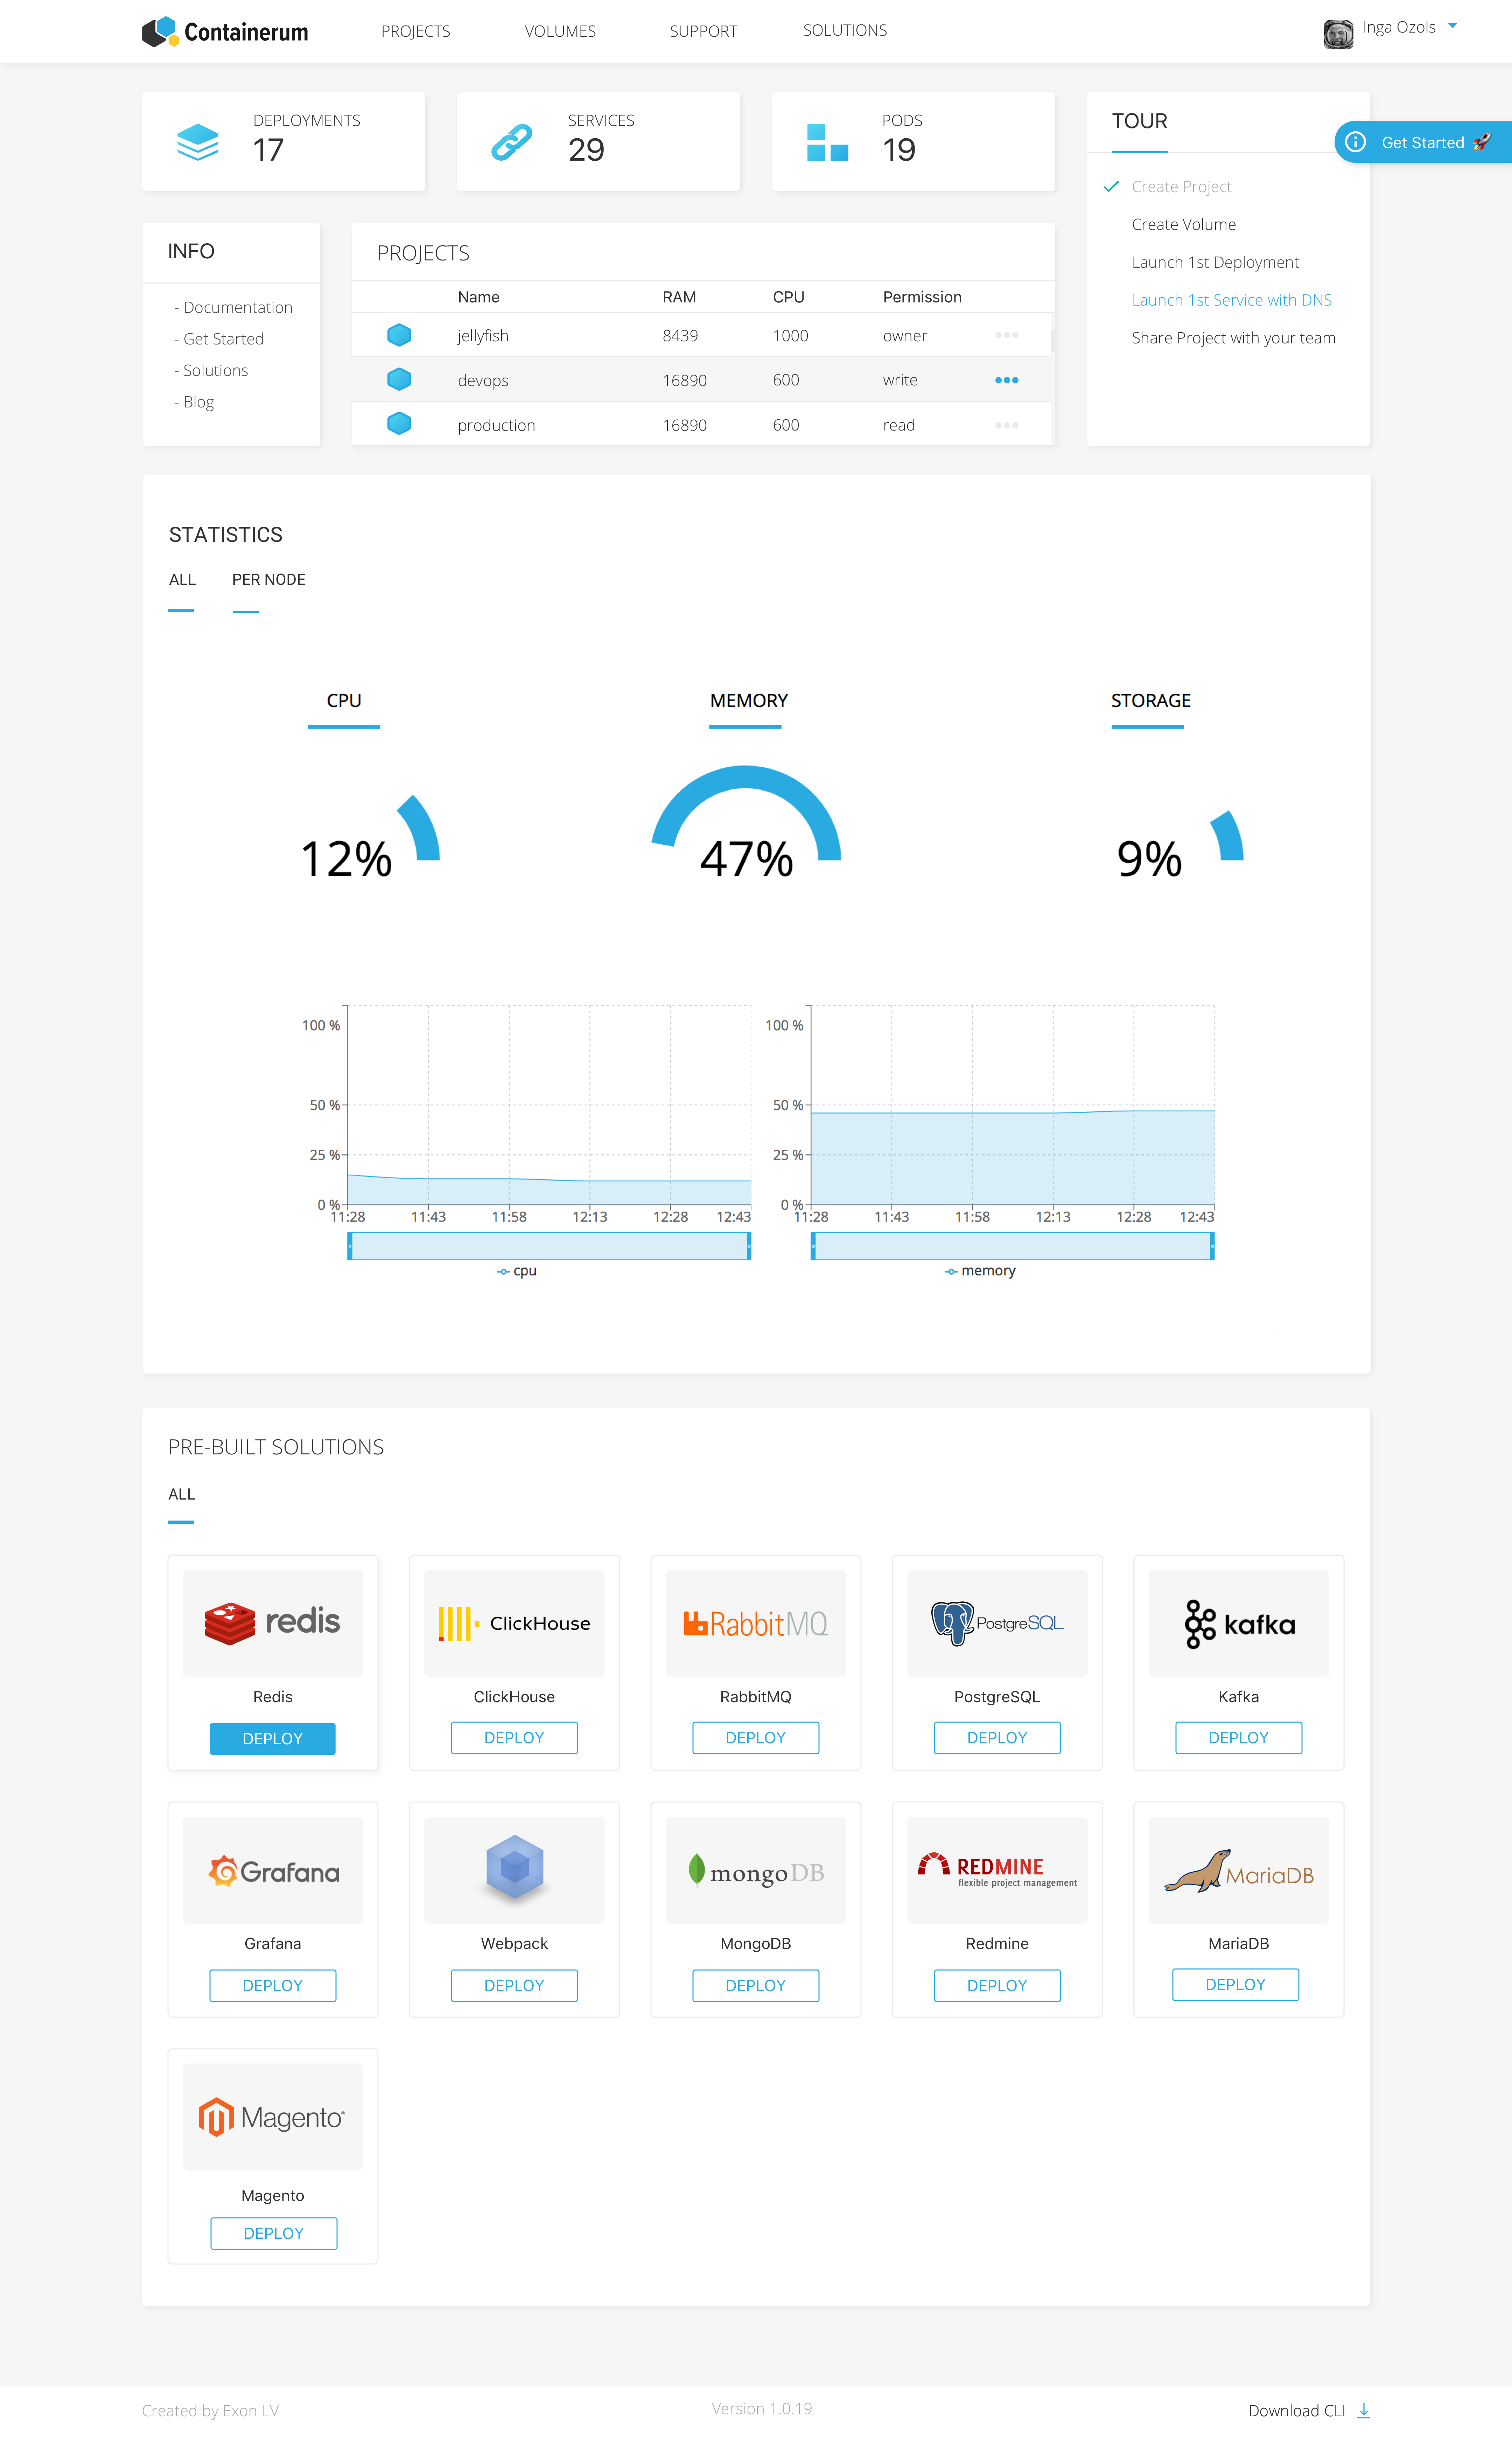 Containerum
PROJECTS VOLUMES SUPPORT SOLUTIONS
Inga Ozols
DEPLOYMENTS
17
SERVICES
29
PODS
19
TOUR
Get Started
Create Project
Create Volume
Launch 1st Deployment
Launch 1st Service with DNS
Share Project with your team
INFO
- Documentation
- Get Started
- Solutions
- Blog
PROJECTS
Name RAM CPU Permission
jellyfish 8439 1000 owner
devops 16890 600 write
production 16890 600 read
STATISTICS
ALL PER NODE
CPU MEMORY STORAGE
12% 47% 9%
100 %
50 %
25 %
0 %
11:28 11:43 11:58 12:13 12:28 12:43
cpu
100 %
50 %
25 %
0 %
11:28 11:43 11:58 12:13 12:28 12:43
memory
PRE-BUILT SOLUTIONS
ALL
redis ClickHouse RabbitMQ PostgreSQL kafka
Redis ClickHouse RabbitMQ PostgreSQL Kafka
DEPLOY DEPLOY DEPLOY DEPLOY DEPLOY
Grafana mongoDB REDMINE MariaDB
flexible project management
Grafana Webpack MongoDB Redmine MariaDB
DEPLOY DEPLOY DEPLOY DEPLOY DEPLOY
Magento
Magento
DEPLOY
Created by Exon LV Version 1.0.19 Download CLI